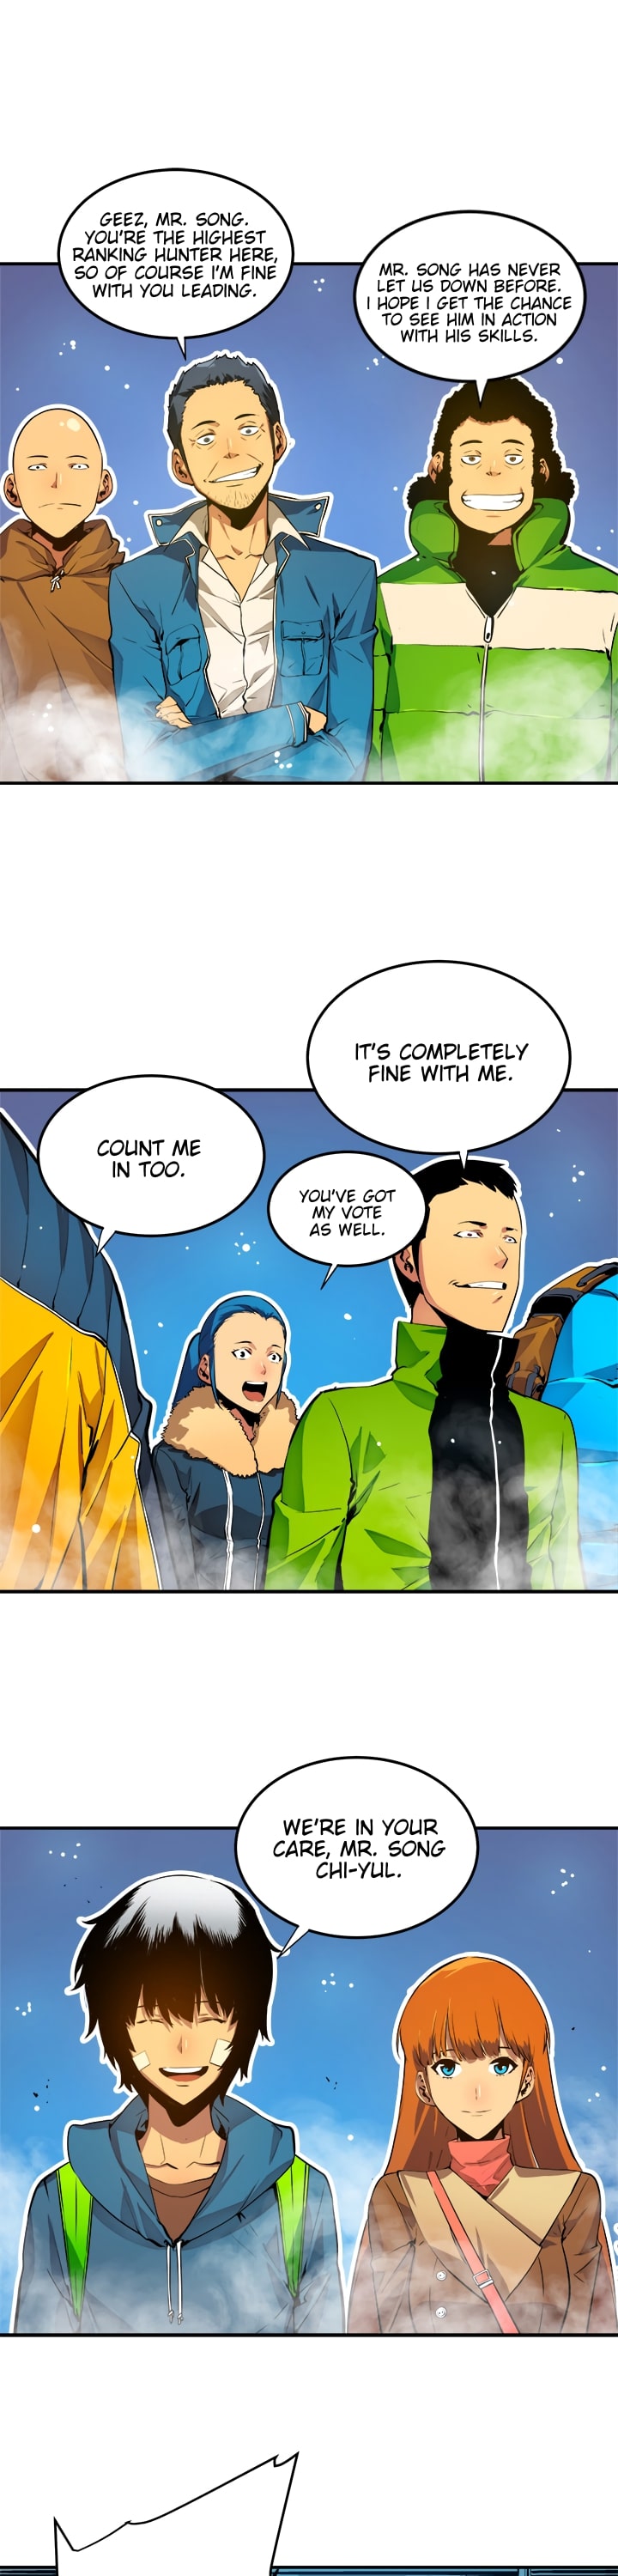 GEEZ, MR. SONG.
YOU'RE THE HIGHEST
RANKING HUNTER HERE,
SO OF COURSE I'M FINE
WITH YOU LEADING.
MR. SONG HAS NEVER
LET US DOWN BEFORE.
I HOPE I GET THE CHANCE
TO SEE HIM IN ACTION
WITH HIS SKILLS.
IT'S COMPLETELY
FINE WITH ME.
COUNT ME
IN TOO.
YOU'VE GOT
MY VOTE
AS WELL.
WE'RE IN YOUR
CARE, MR. SONG
CHI-YUL.